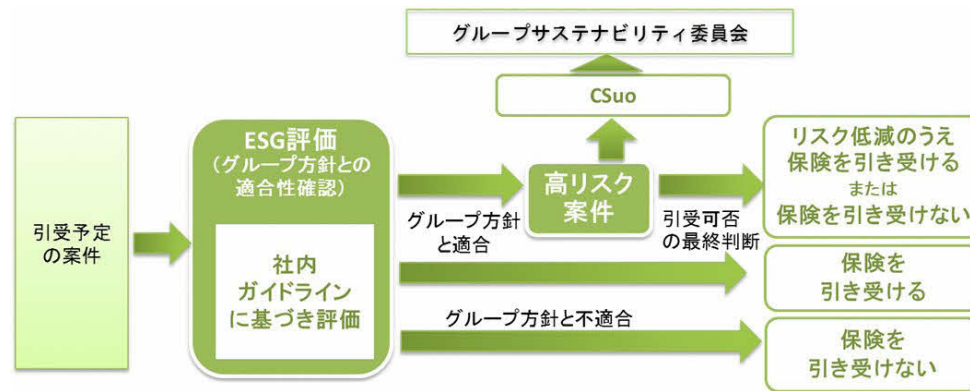 グループサステナビリティ委員会
CSuo
引受予定
の案件
ESG評価
(グループ方針との
適合性確認)
社内
ガイドライン
に基づき評価
グループ方針
と適合
高リスク
案件
引受可否
の最終判断
リスク低減のうえ
保険を引き受ける
または
保険を引き受けない
保険を
引き受ける
グループ方針と不適合
保険を
引き受けない